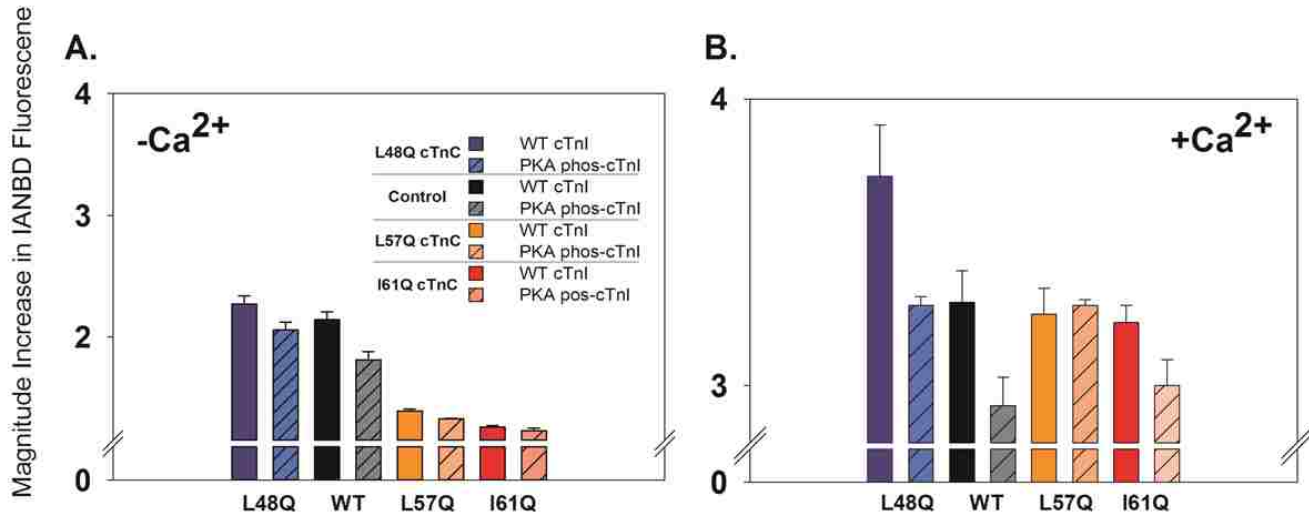 Magnitude Increase in IANBD Fluorescene
A.
-Ca2+
4
3
2
0
L48Q cTnC
WT cTnI
PKA phos-cTnI
Control
WT cTnI
PKA phos-cTnI
L57Q cTnC
WT cTnI
PKA phos-cTnI
I61Q cTnC
WT cTnI
PKA pos-cTnI
L48Q WT L57Q I61Q
B.
+Ca2+
4
3
0
L48Q WT L57Q I61Q